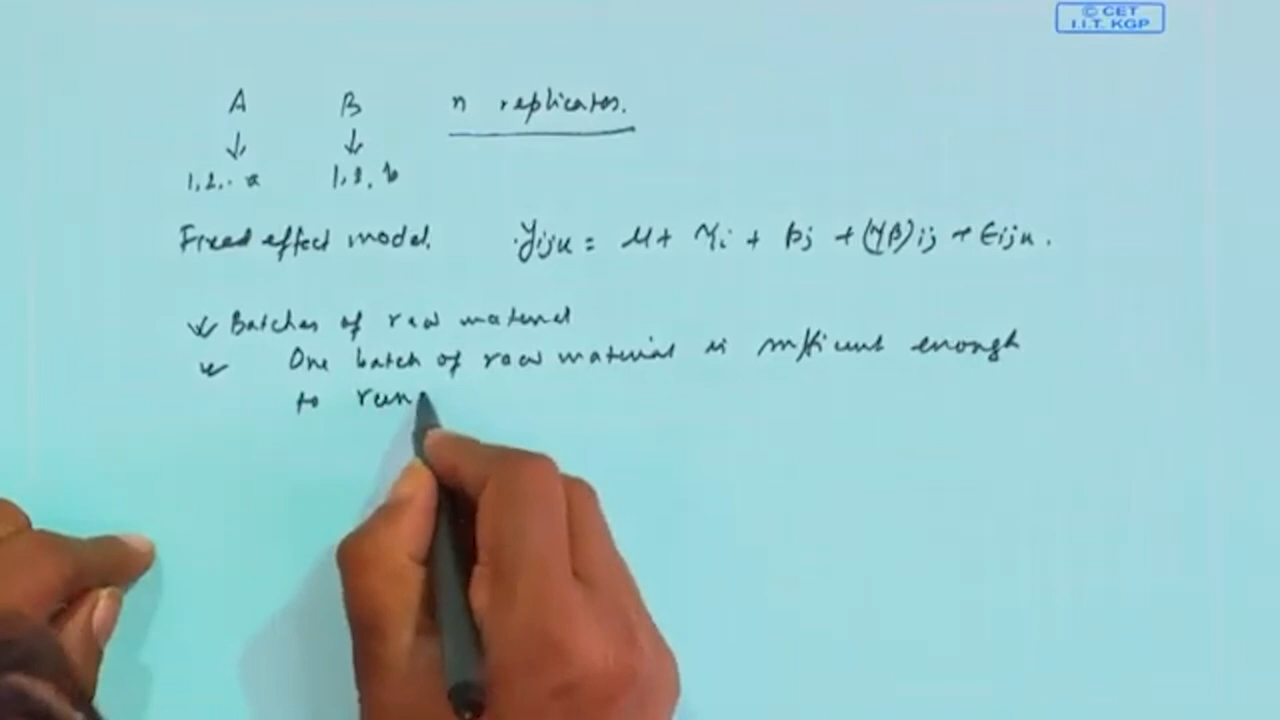 © CET
I.I.T. KGP
A B n replicates.
1,2,.. a 1,2, b
Fixed effect model. yijk = μ + τi + βj + (τβ)ij + εijk.
Batches of raw material
One batch of raw material is sufficient enough
to run